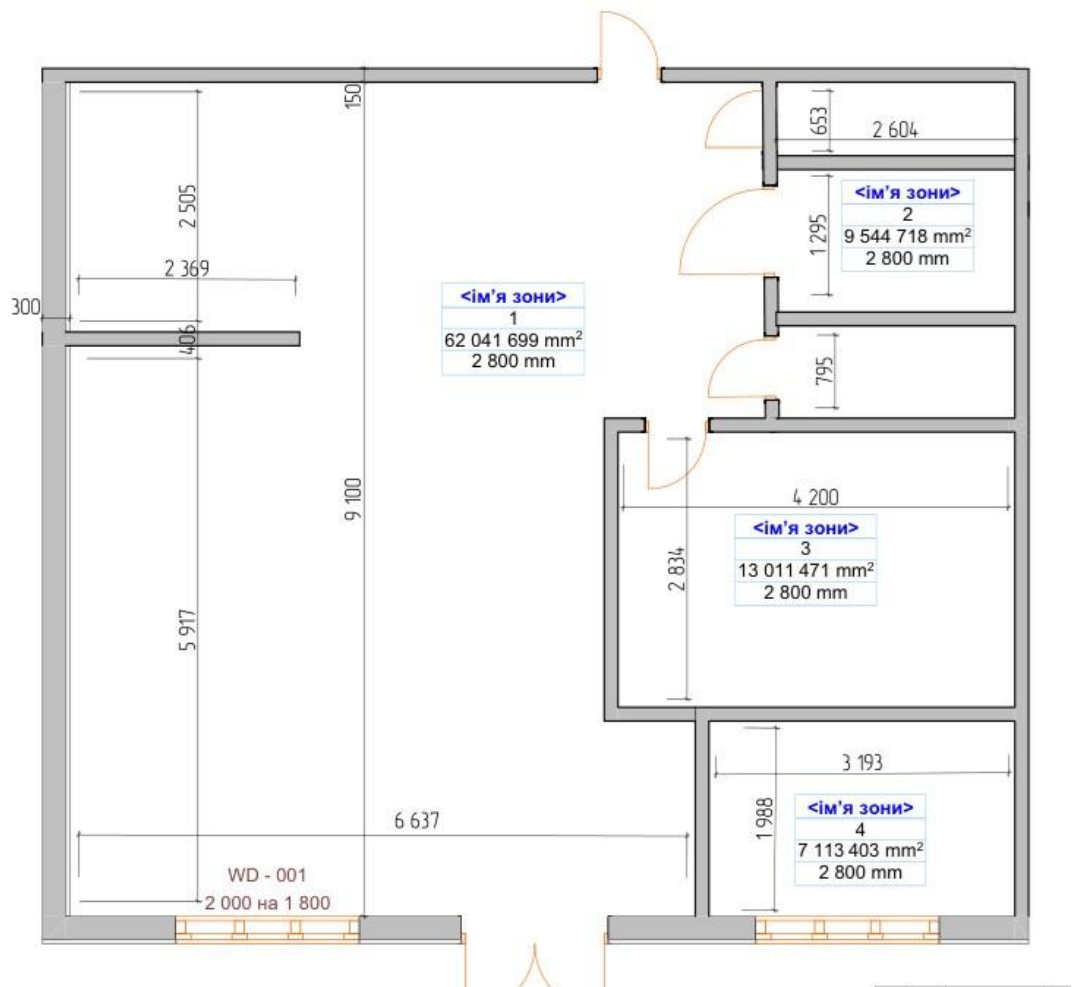 150
653
2 604
2 505
<ім'я зони>
2
9 544 718 mm²
2 800 mm
1 295
2 369
300
<ім'я зони>
1
62 041 699 mm²
2 800 mm
406
795
9 100
4 200
<ім'я зони>
3
13 011 471 mm²
2 800 mm
2 834
5 917
3 193
<ім'я зони>
4
7 113 403 mm²
2 800 mm
1 988
6 637
WD - 001
2 000 на 1 800